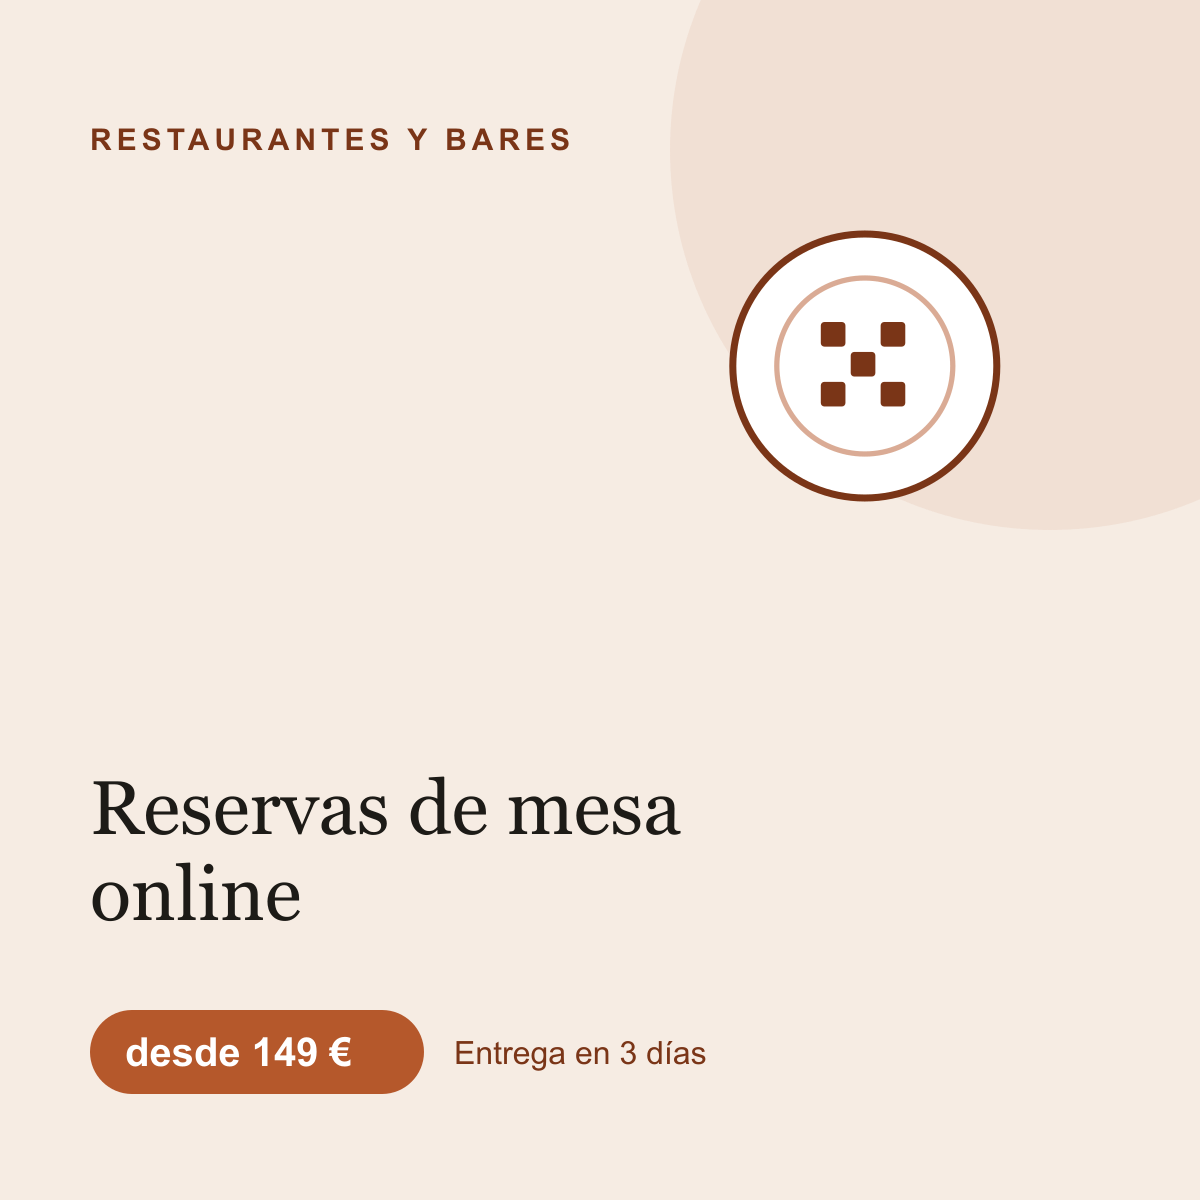 RESTAURANTES Y BARES
Reservas de mesa
online
desde 149 €
Entrega en 3 días